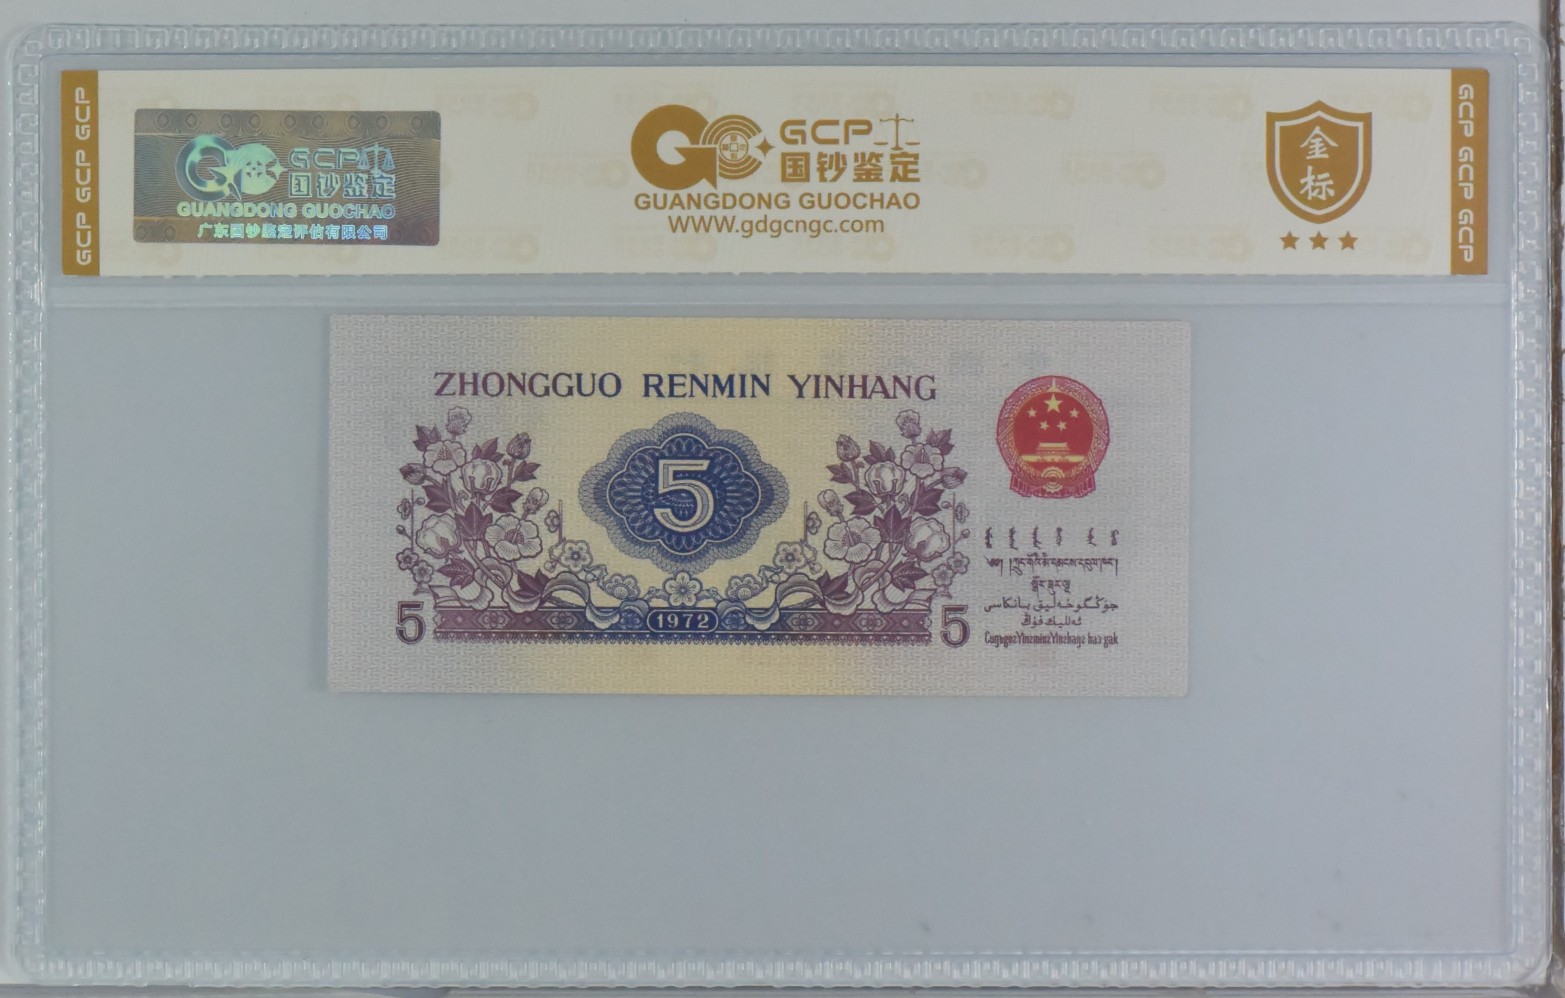 GCP GCP GCP
GCP
国钞鉴定
GUANGDONG GUOCHAO
广东国钞鉴定评估有限公司
GCP
国钞鉴定
GUANGDONG GUOCHAO
WWW.gdgcngc.com
金标
GCP GCP GCP
ZHONGGUO RENMIN YINHANG
5
5
1972
5